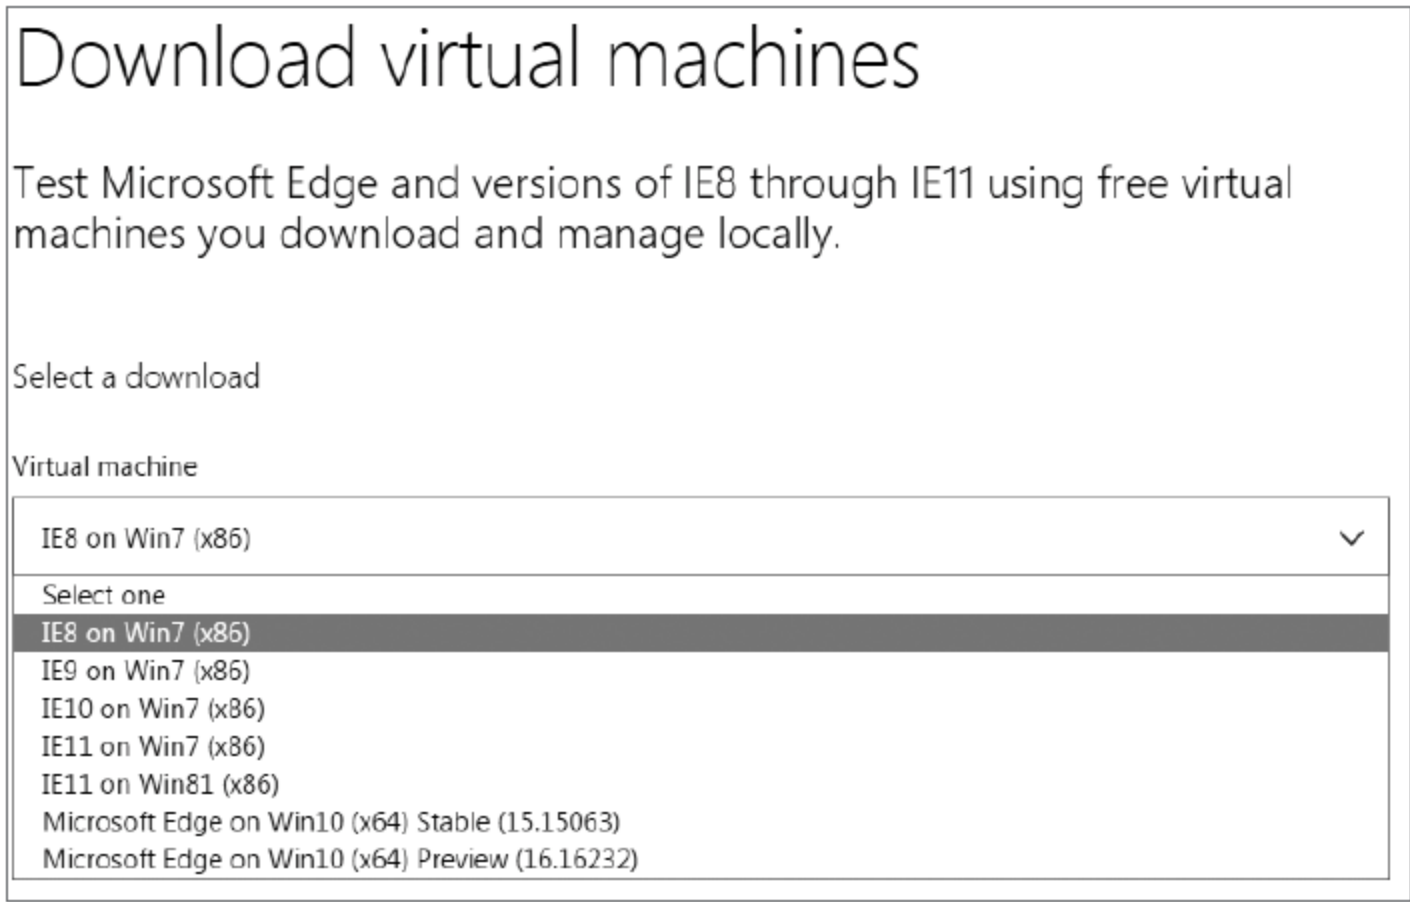 Download virtual machines
Test Microsoft Edge and versions of IE8 through IE11 using free virtual
machines you download and manage locally.
Select a download
Virtual machine
IE8 on Win7 (x86)
Select one
IE8 on Win7 (x86)
IE9 on Win7 (x86)
IE10 on Win7 (x86)
IE11 on Win7 (x86)
IE11 on Win81 (x86)
Microsoft Edge on Win10 (x64) Stable (15.15063)
Microsoft Edge on Win10 (x64) Preview (16.16232)